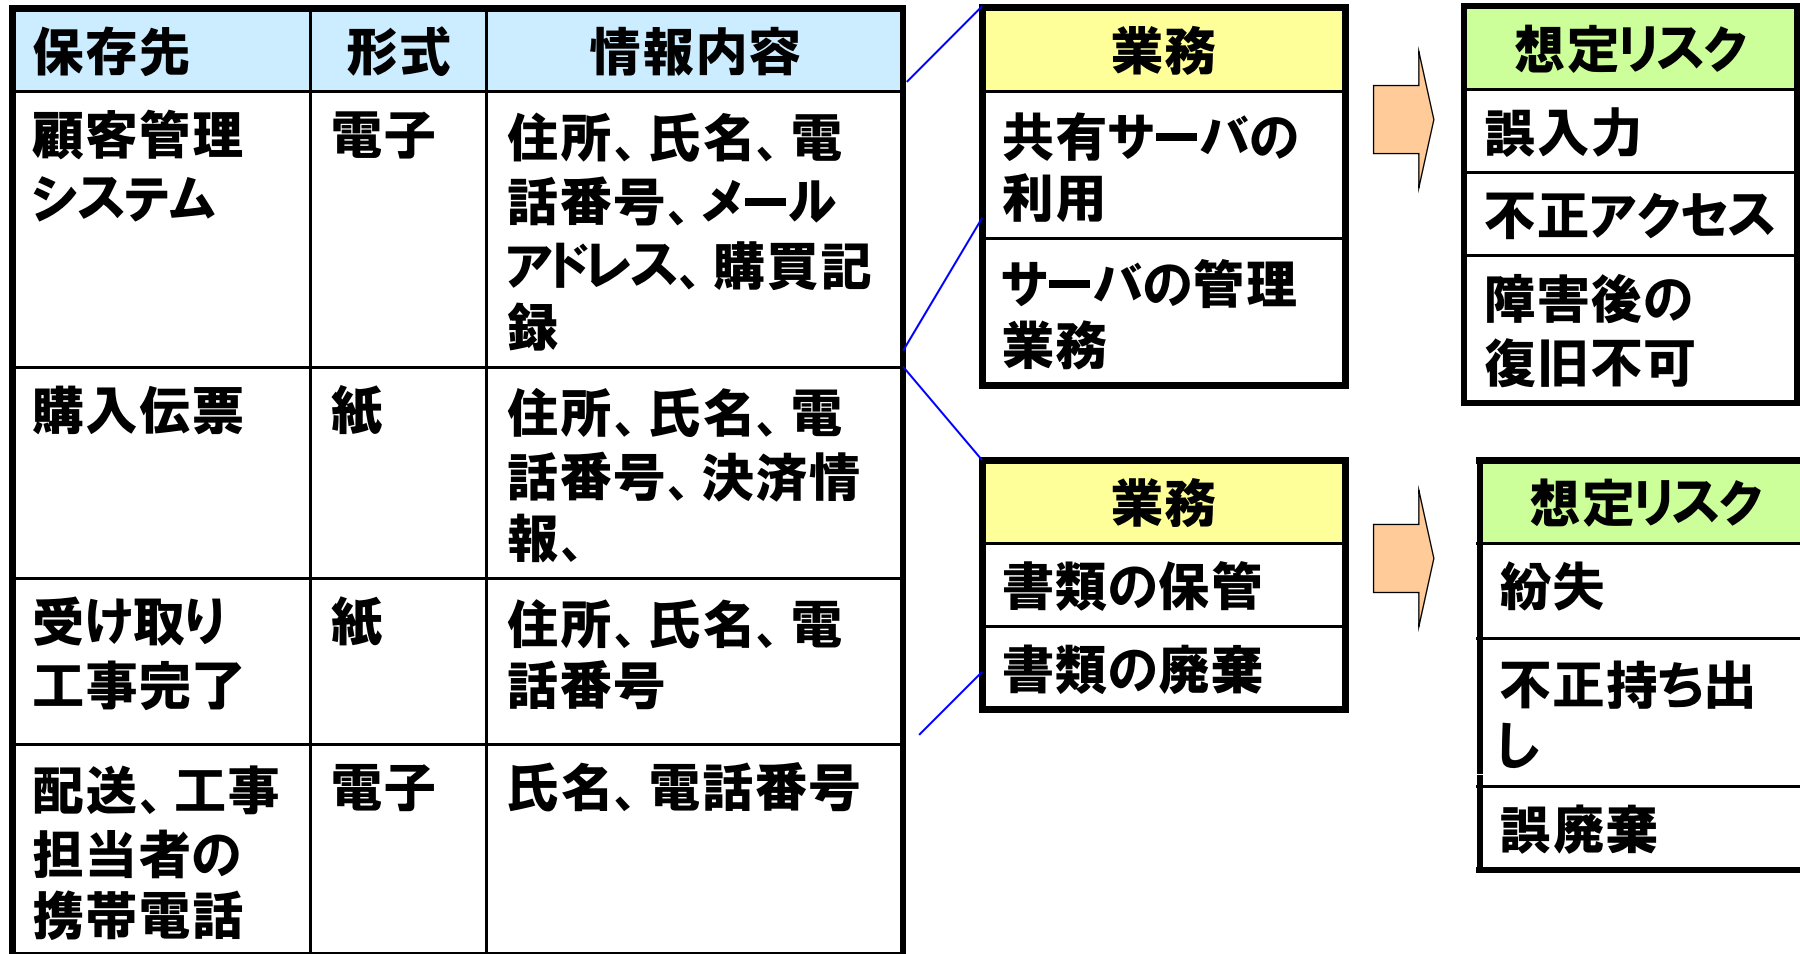 保存先
形式
情報内容
顧客管理
システム
電子
住所、氏名、電
話番号、メール
アドレス、購買記
録
購入伝票
紙
住所、氏名、電
話番号、決済情
報、
受け取り
工事完了
紙
住所、氏名、電
話番号
配送、工事
担当者の
携帯電話
電子
氏名、電話番号
業務
共有サーバの
利用
サーバの管理
業務
想定リスク
誤入力
不正アクセス
障害後の
復旧不可
業務
書類の保管
書類の廃棄
想定リスク
紛失
不正持ち出
し
誤廃棄